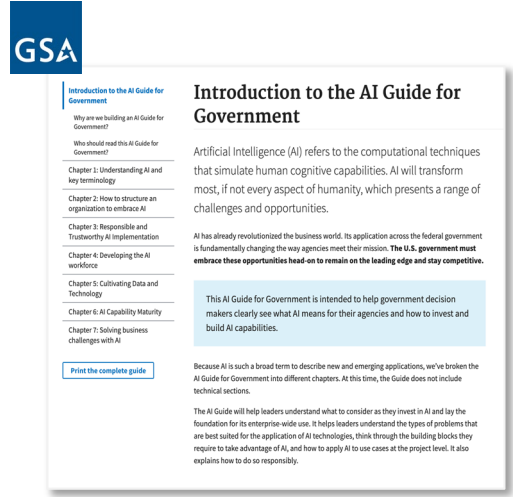 GSA
Introduction to the AI Guide for
Government
Why are we building an AI Guide for
Government?
Who should read this AI Guide for
Government?
Chapter 1: Understanding AI and
key terminology
Chapter 2: How to structure an
organization to embrace AI
Chapter 3: Responsible and
Trustworthy AI Implementation
Chapter 4: Developing the AI
workforce
Chapter 5: Cultivating Data and
Technology
Chapter 6: AI Capability Maturity
Chapter 7: Solving business
challenges with AI
Print the complete guide
Introduction to the AI Guide for
Government
Artificial Intelligence (AI) refers to the computational techniques
that simulate human cognitive capabilities. AI will transform
most, if not every aspect of humanity, which presents a range of
challenges and opportunities.
AI has already revolutionized the business world. Its application across the federal government
is fundamentally changing the way agencies meet their mission. The U.S. government must
embrace these opportunities head-on to remain on the leading edge and stay competitive.
This AI Guide for Government is intended to help government decision
makers clearly see what AI means for their agencies and how to invest and
build AI capabilities.
Because AI is such a broad term to describe new and emerging applications, we've broken the
AI Guide for Government into different chapters. At this time, the Guide does not include
technical sections.
The AI Guide will help leaders understand what to consider as they invest in AI and lay the
foundation for its enterprise-wide use. It helps leaders understand the types of problems that
are best suited for the application of AI technologies, think through the building blocks they
require to take advantage of AI, and how to apply AI to use cases at the project level. It also
explains how to do so responsibly.